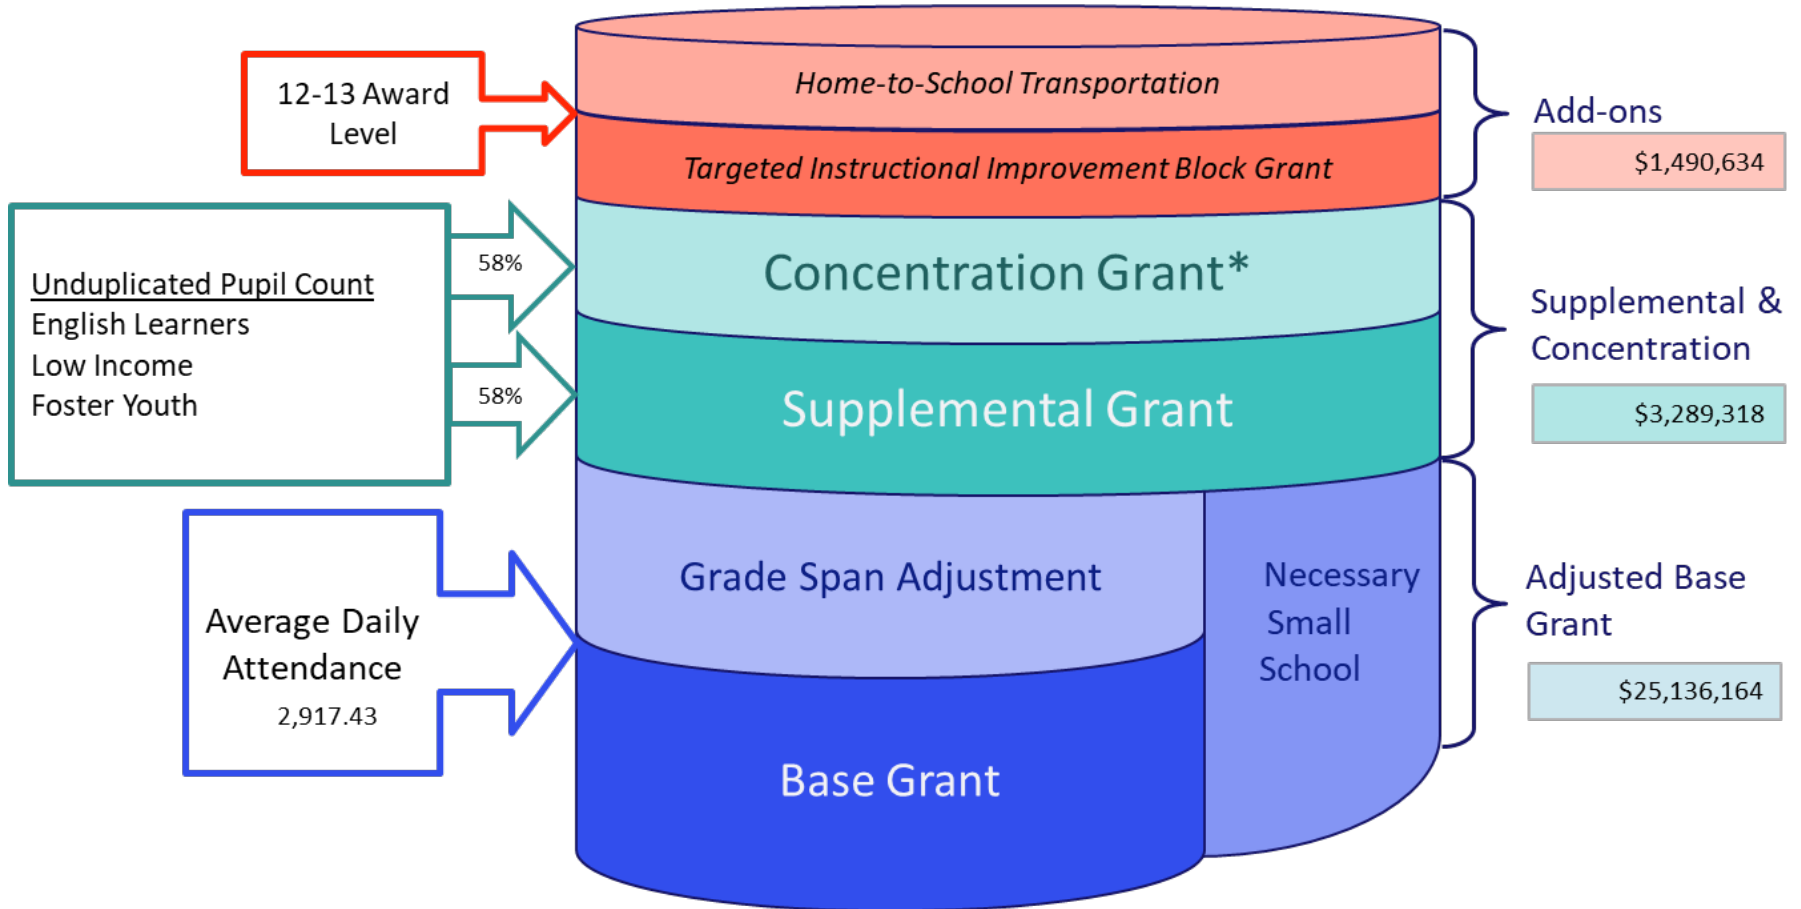 12-13 Award
Level
Unduplicated Pupil Count
English Learners
Low Income
Foster Youth
58%
58%
Average Daily
Attendance
2,917.43
Home-to-School Transportation
Targeted Instructional Improvement Block Grant
Concentration Grant*
Supplemental Grant
Grade Span Adjustment
Base Grant
Necessary
Small
School
Add-ons
$1,490,634
Supplemental &
Concentration
$3,289,318
Adjusted Base
Grant
$25,136,164